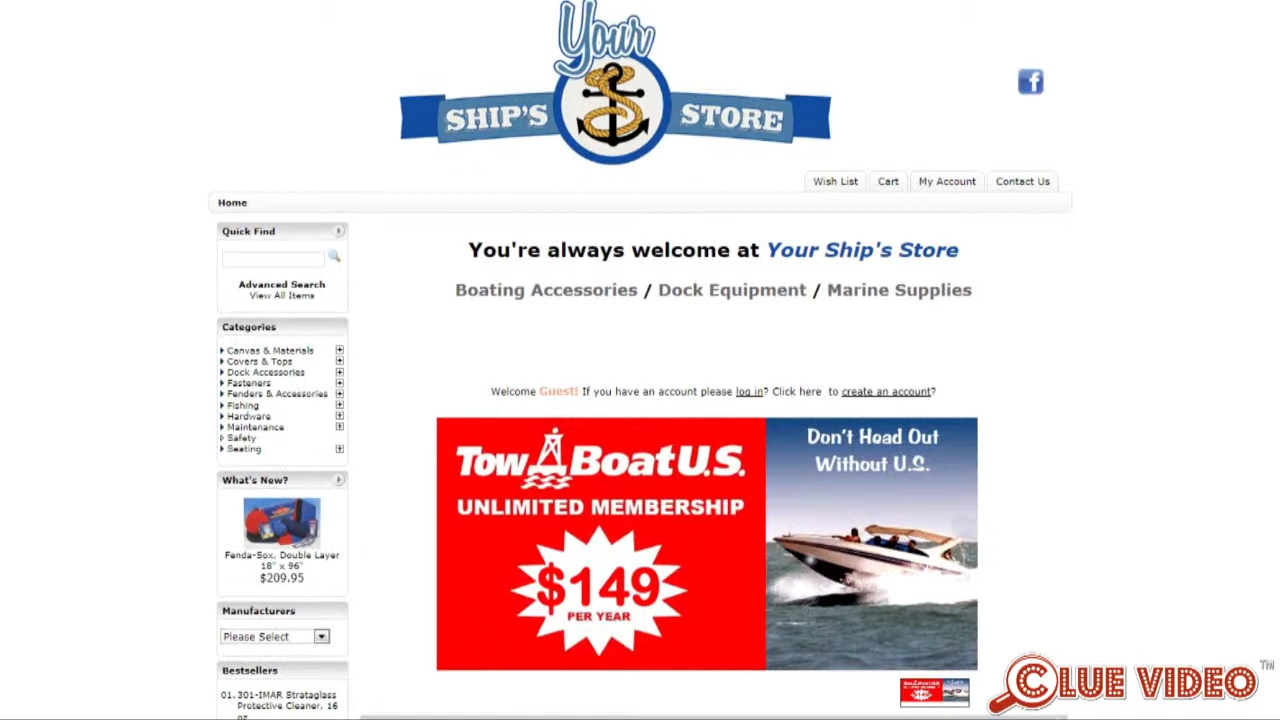 Your
SHIP'S STORE
f
Wish List Cart My Account Contact Us
Home
Quick Find
Advanced Search
View All Items
Categories
Canvas & Materials
Covers & Tops
Dock Accessories
Fasteners
Fenders & Accessories
Fishing
Hardware
Maintenance
Safety
Seating
What's New?
Fenda-Sox, Double Layer
18" x 96"
$209.95
Manufacturers
Please Select
Bestsellers
01. 301-IMAR Strataglass
Protective Cleaner, 16
oz
You're always welcome at Your Ship's Store
Boating Accessories / Dock Equipment / Marine Supplies
Welcome Guest! If you have an account please log in? Click here to create an account?
TOW BOAT U.S.
UNLIMITED MEMBERSHIP
$149
PER YEAR
Don't Head Out
Without U.S.
CLUE VIDEO™